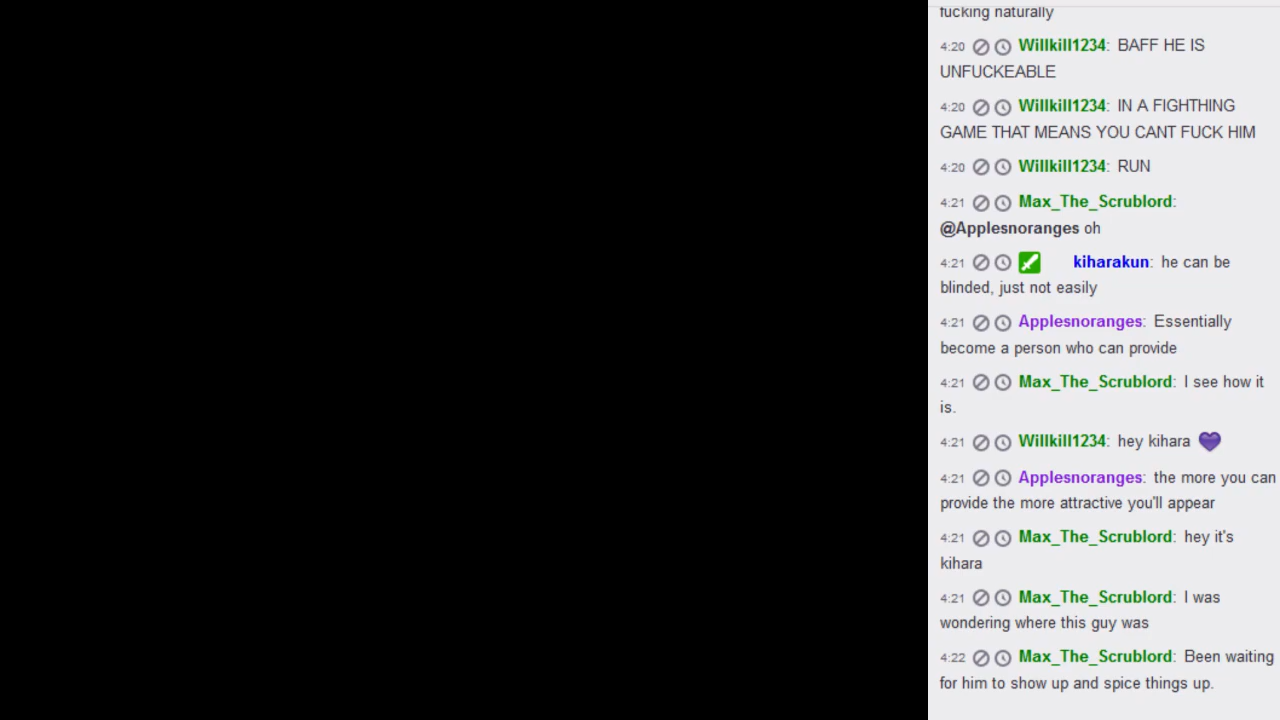 fucking naturally
4:20 Willkill1234: BAFF HE IS
UNFUCKEABLE
4:20 Willkill1234: IN A FIGHTHING
GAME THAT MEANS YOU CANT FUCK HIM
4:20 Willkill1234: RUN
4:21 Max_The_Scrublord:
@Applesnoranges oh
4:21 kiharakun: he can be
blinded, just not easily
4:21 Applesnoranges: Essentially
become a person who can provide
4:21 Max_The_Scrublord: I see how it
is.
4:21 Willkill1234: hey kihara 💜
4:21 Applesnoranges: the more you can
provide the more attractive you'll appear
4:21 Max_The_Scrublord: hey it's
kihara
4:21 Max_The_Scrublord: I was
wondering where this guy was
4:22 Max_The_Scrublord: Been waiting
for him to show up and spice things up.